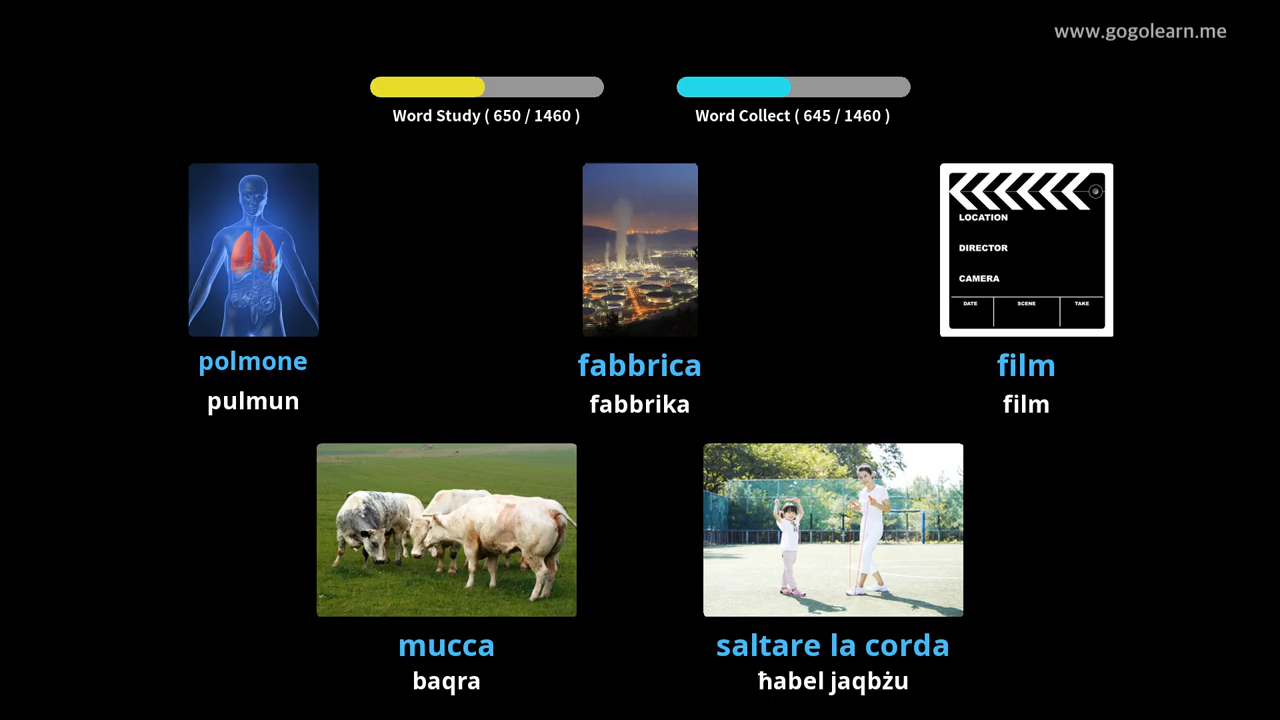 www.gogolearn.me
Word Study ( 650 / 1460 )
Word Collect ( 645 / 1460 )
LOCATION
DIRECTOR
CAMERA
DATE
SCENE
TAKE
polmone
pulmun
fabbrica
fabbrika
film
film
mucca
baqra
saltare la corda
ħabel jaqbżu